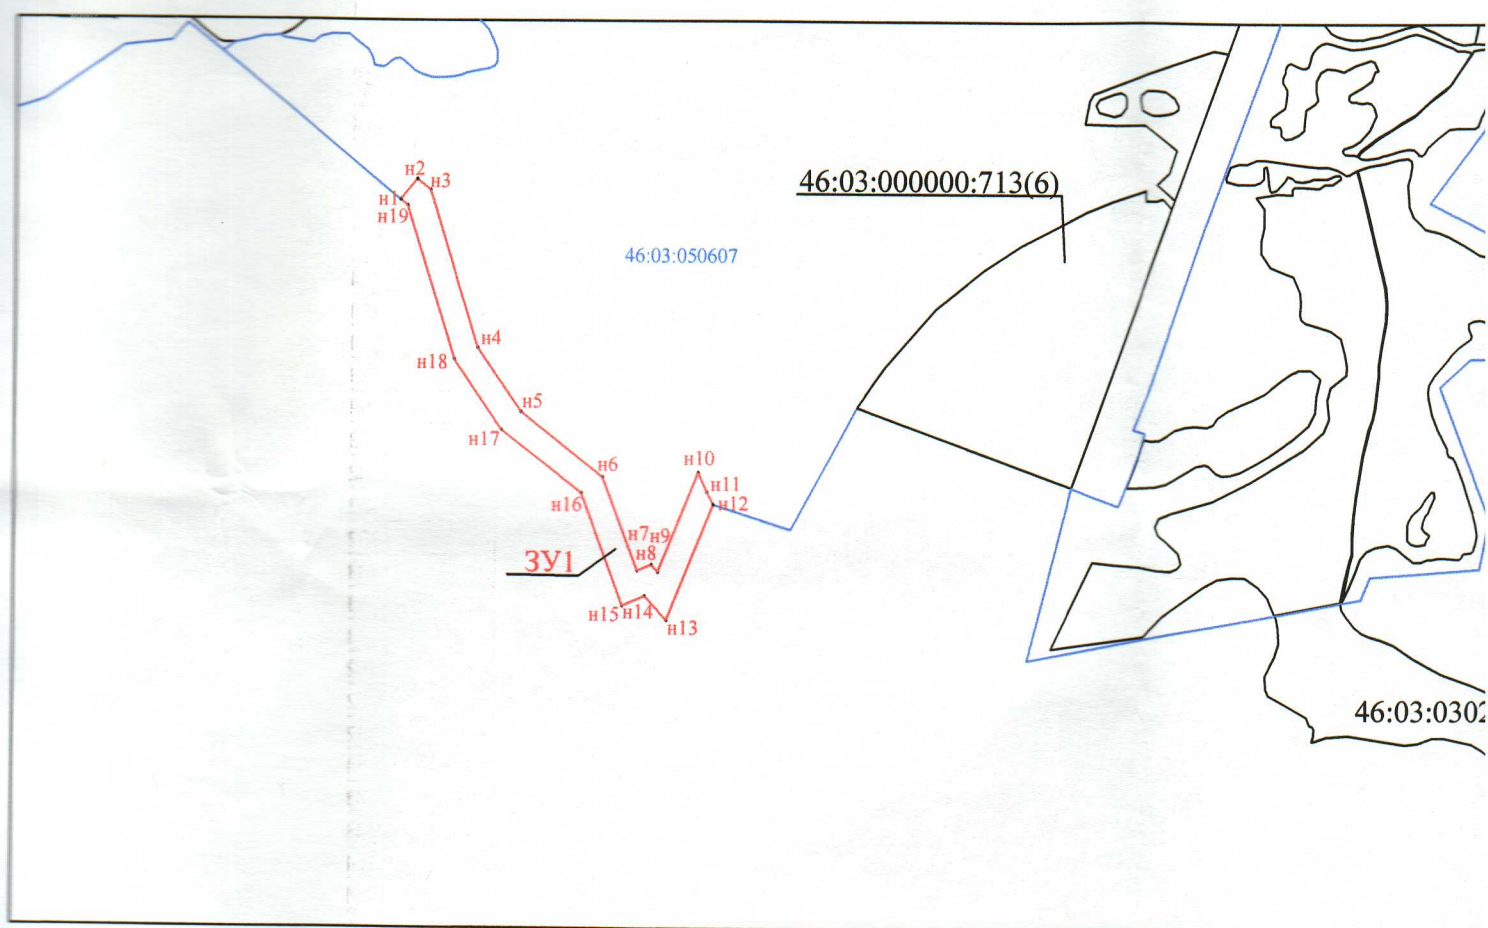 н2
н3
н1
н19
46:03:000000:713(6)
46:03:050607
н4
н18
н5
н17
н6
н10
н16
н11
н12
н7
н9
н8
ЗУ1
н15
н14
н13
46:03:0302